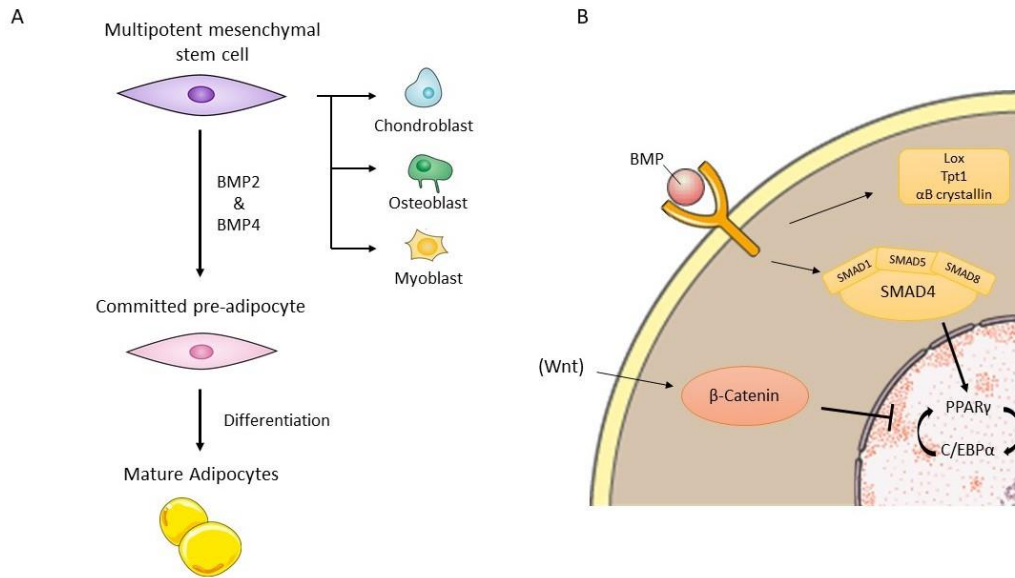 A
Multipotent mesenchymal
stem cell
Chondroblast
Osteoblast
Myoblast
BMP2
&
BMP4
Committed pre-adipocyte
Differentiation
Mature Adipocytes
B
BMP
Lox
Tpt1
αB crystallin
SMAD1
SMAD5
SMAD8
SMAD4
(Wnt)
β-Catenin
PPARγ
C/EBPα